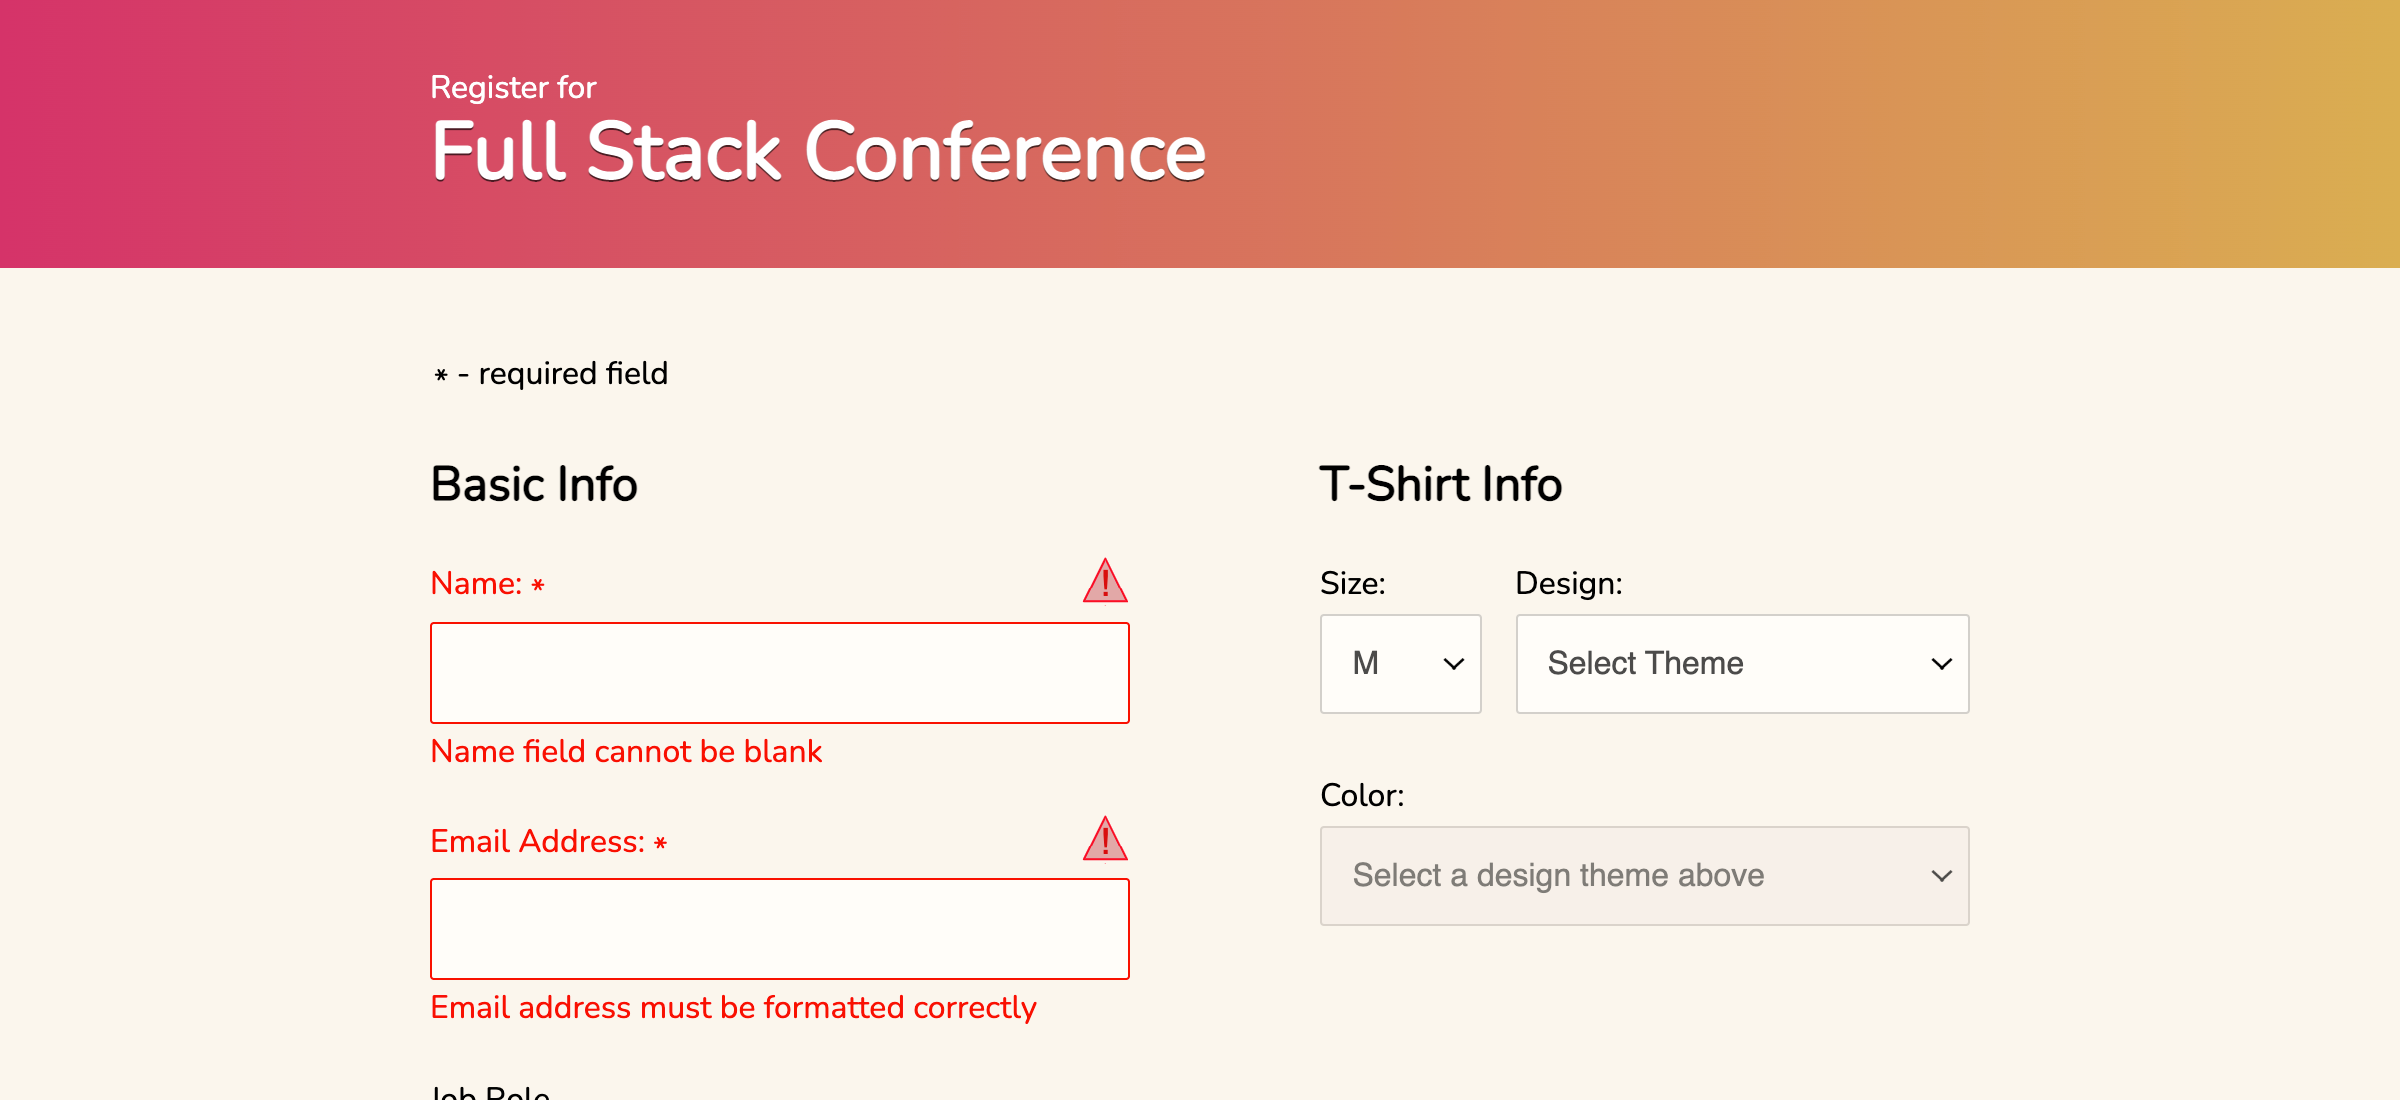 Register for
Full Stack Conference
* - required field
Basic Info
Name: *
Name field cannot be blank
Email Address: *
Email address must be formatted correctly
Job Role
T-Shirt Info
Size: Design:
M Select Theme
Color:
Select a design theme above